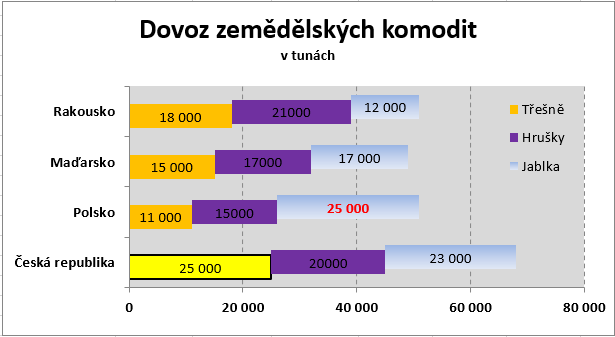 Dovoz zemědělských komodit
v tunách
Rakousko 18 000 21000 12 000
Maďarsko 15 000 17000 17 000
Polsko 11 000 15000 25 000
Česká republika 25 000 20000 23 000
0 20 000 40 000 60 000 80 000
Třešně
Hrušky
Jablka